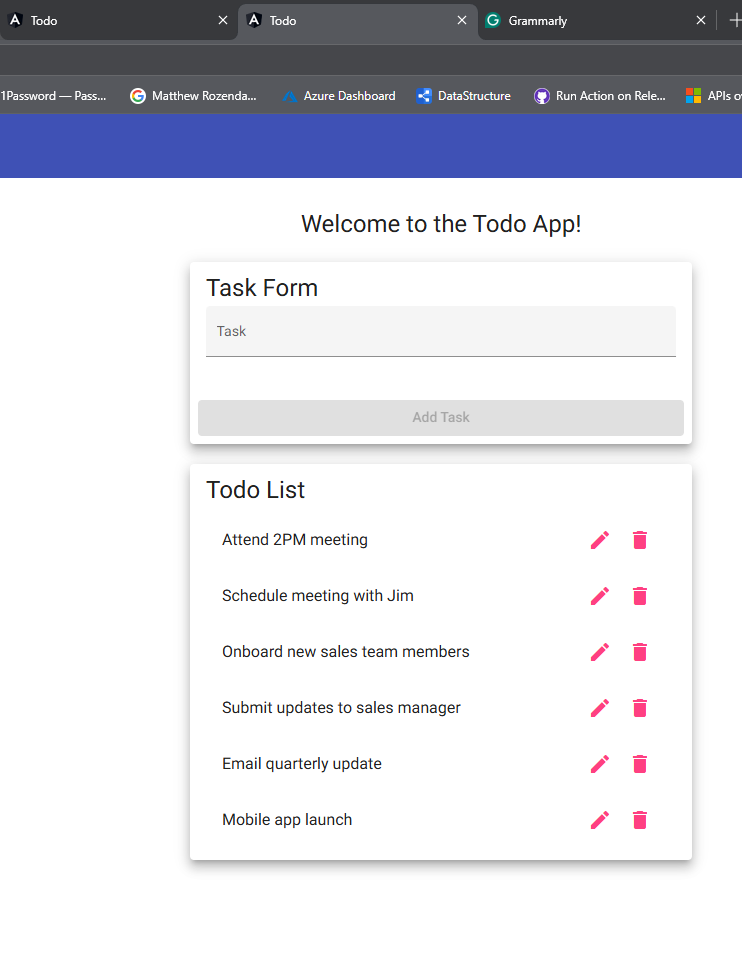 Todo
Todo
Grammarly
1Password — Pass...
Matthew Rozenda...
Azure Dashboard
DataStructure
Run Action on Rele...
APIs o
Welcome to the Todo App!
Task Form
Task
Add Task
Todo List
Attend 2PM meeting
Schedule meeting with Jim
Onboard new sales team members
Submit updates to sales manager
Email quarterly update
Mobile app launch